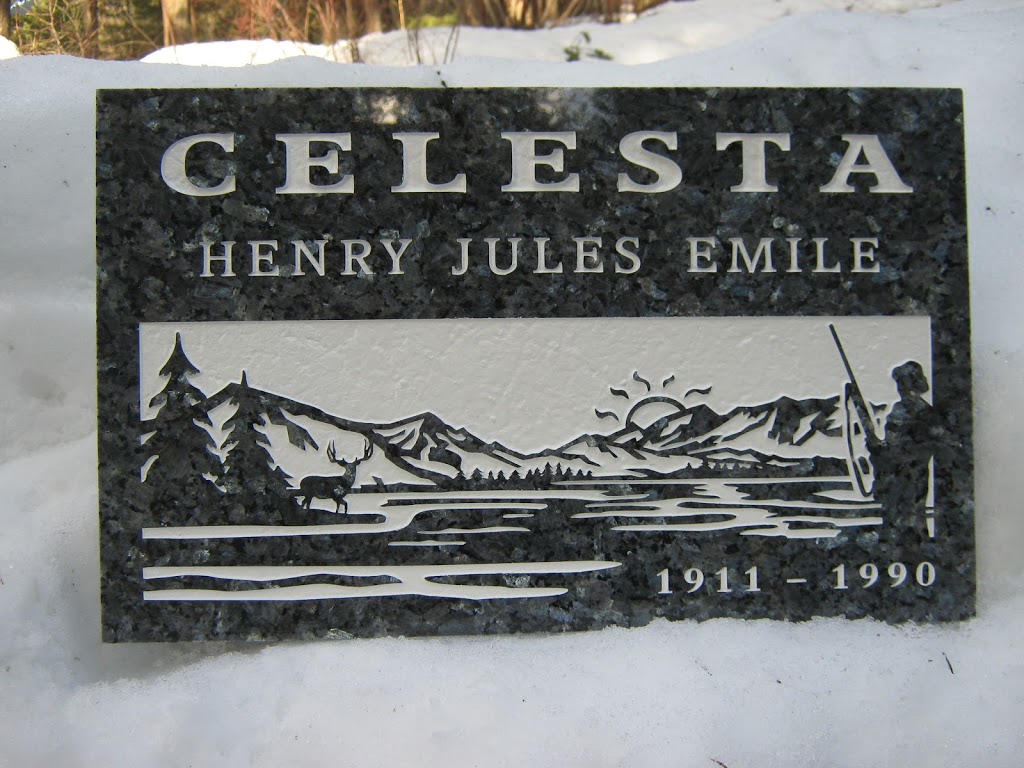 CELESTA
HENRY JULES EMILE
1911 – 1990